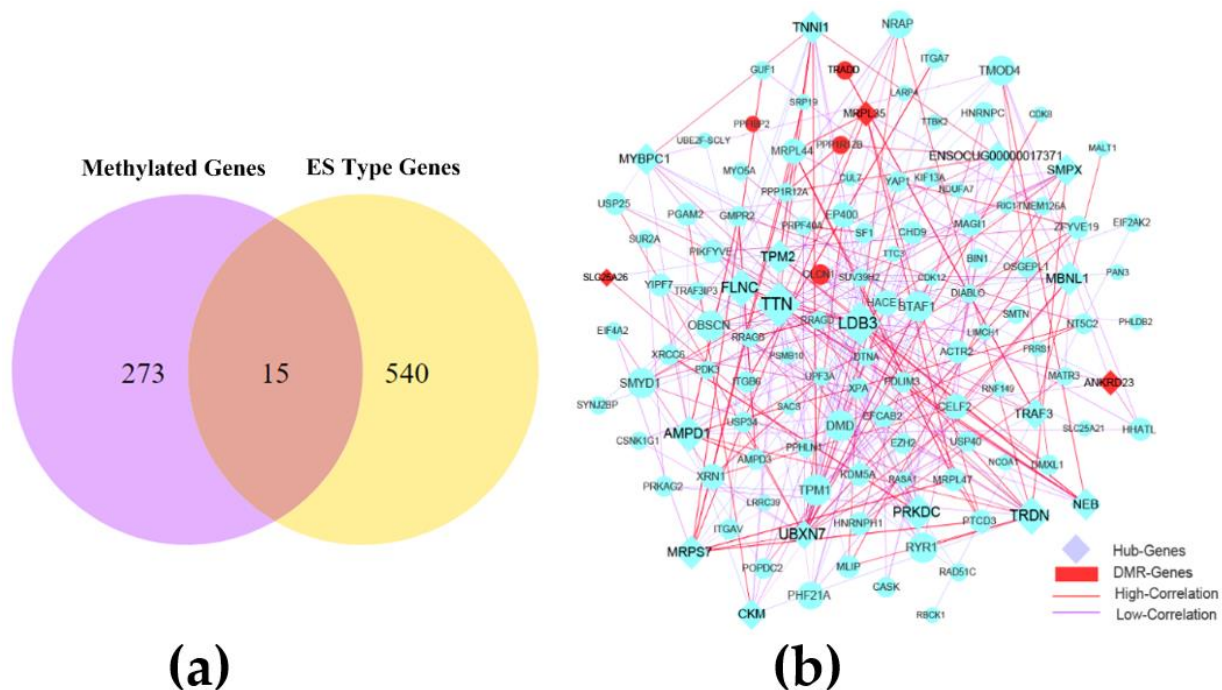 Methylated Genes
ES Type Genes
273
15
540
(a)
TNNI1
NRAP
GUF1
TRADD
ITGA7
TMOD4
SRP19
LARP4
MRPL35
PPFIBP2
TTBK2
HNRNPC
CDK8
UBE2F-SCLY
PPP1R12B
MYBPC1
MRPL44
ENSOCUG00000017371
MALT1
MYO5A
CUL7
YAP1
KIF13A
SMPX
NDUFA7
PPP1R12A
USP25
PGAM2
GMPR2
EP400
RIC1
TMEM126A
MAGI1
ZFYVE19
EIF2AK2
PRPF40A
SF1
CHD9
SUR2A
PIKFYVE
TPM2
TTC3
BIN1
OSGEPL1
SLC25A26
CLCN1
SUV39H2
CDK12
MBNL1
PAN3
YIPF7
TRAF3IP3
FLNC
DIABLO
TTN
HACE1
BTAF1
SMTN
PHLDB2
EIF4A2
OBSCN
RRAGD
LDB3
LIMCH1
NT5C2
RRAGB
XRCC6
PSMB10
DTNA
ACTR2
PRRS1
SMYD1
PDK3
ITGB6
UPF3A
XPA
PDLIM3
RNF149
MATR3
ANKRD23
SYNJ2BP
SACS
CELF2
TRAF3
AMPD1
USP34
DMD
EFCAB2
SLC25A21
HHATL
CSNK1G1
PPHLN1
EZH2
USP40
AMPD3
NCOA1
DMXL1
PRKAG2
XRN1
KDM5A
RASA1
MRPL47
LRRC39
TPM1
NEB
ITGAV
UBXN7
HNRNPH1
PRKDC
PTCD3
TRDN
MRPS7
RYR1
POPDC2
MLIP
RAD51C
CASK
PHF21A
CKM
RBCK1
Hub-Genes
DMR-Genes
High-Correlation
Low-Correlation
(b)